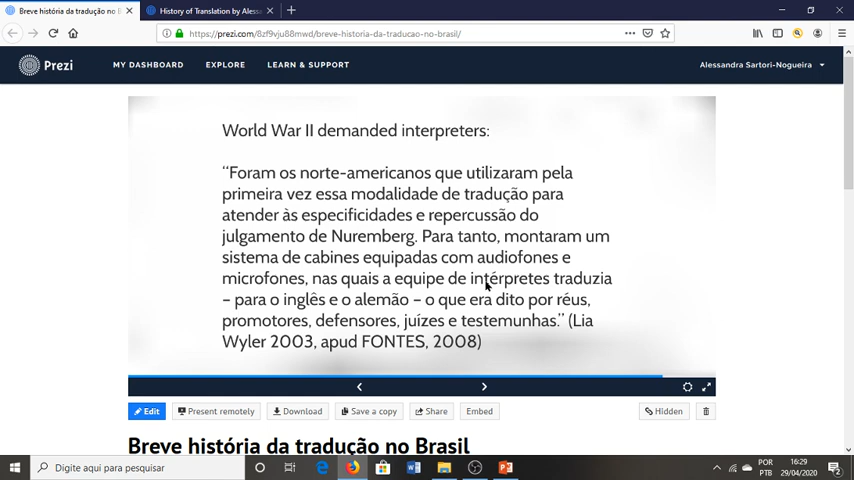 Breve história da tradução no B
History of Translation by Aless
https://prezi.com/8zf9vju88mwd/breve-historia-da-traducao-no-brasil/
Prezi
MY DASHBOARD
EXPLORE
LEARN & SUPPORT
Alessandra Sartori-Nogueira
World War II demanded interpreters:
“Foram os norte-americanos que utilizaram pela
primeira vez essa modalidade de tradução para
atender às especificidades e repercussão do
julgamento de Nuremberg. Para tanto, montaram um
sistema de cabines equipadas com audiofones e
microfones, nas quais a equipe de intérpretes traduzia
– para o inglês e o alemão – o que era dito por réus,
promotores, defensores, juízes e testemunhas.” (Lia
Wyler 2003, apud FONTES, 2008)
Edit
Present remotely
Download
Save a copy
Share
Embed
Hidden
Breve história da tradução no Brasil
Digite aqui para pesquisar
POR
PTB
16:29
29/04/2020
2